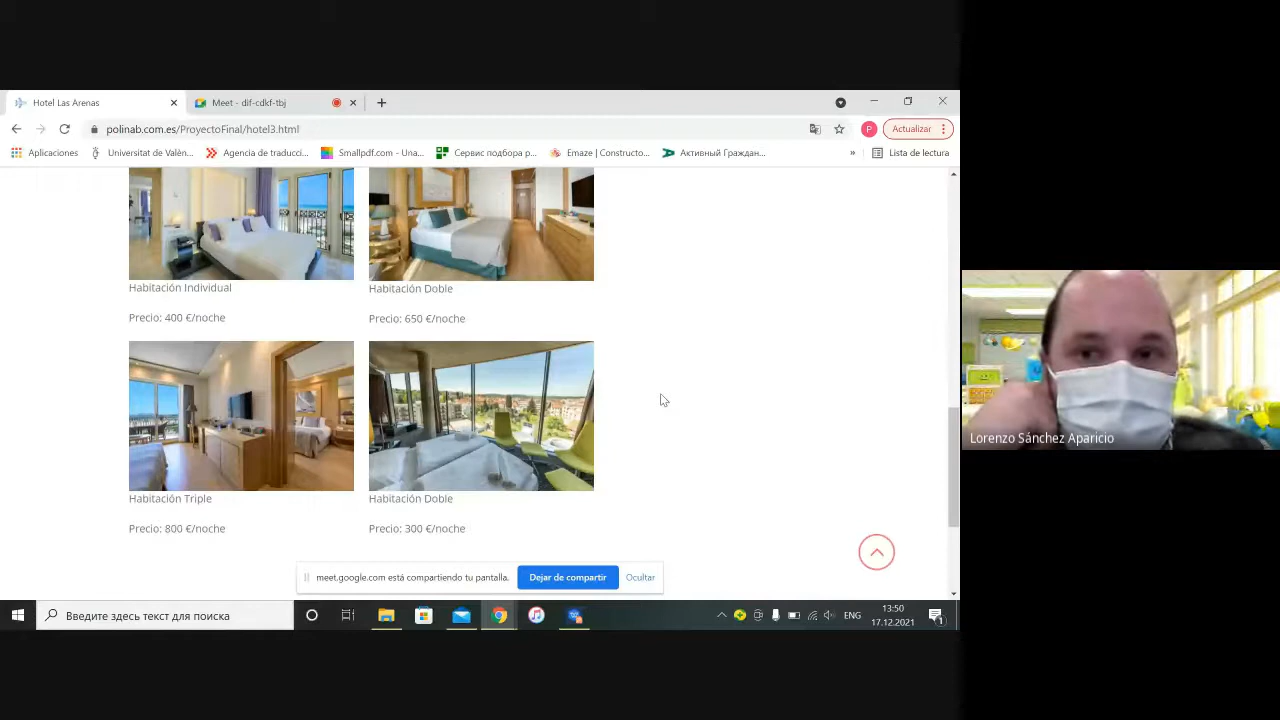 Hotel Las Arenas
Meet - dif-cdkf-tbj
polinab.com.es/ProyectoFinal/hotel3.html
P
Actualizar
Aplicaciones
Universitat de Valèn...
Agencia de traducci...
Smallpdf.com - Una...
Сервис подбора р...
Emaze | Constructo...
Активный Граждан...
»
Lista de lectura
Habitación Individual
Habitación Doble
Precio: 400 €/noche
Precio: 650 €/noche
Habitación Triple
Habitación Doble
Precio: 800 €/noche
Precio: 300 €/noche
meet.google.com está compartiendo tu pantalla.
Dejar de compartir
Ocultar
Введите здесь текст для поиска
ENG
13:50
17.12.2021
1
Lorenzo Sánchez Aparicio